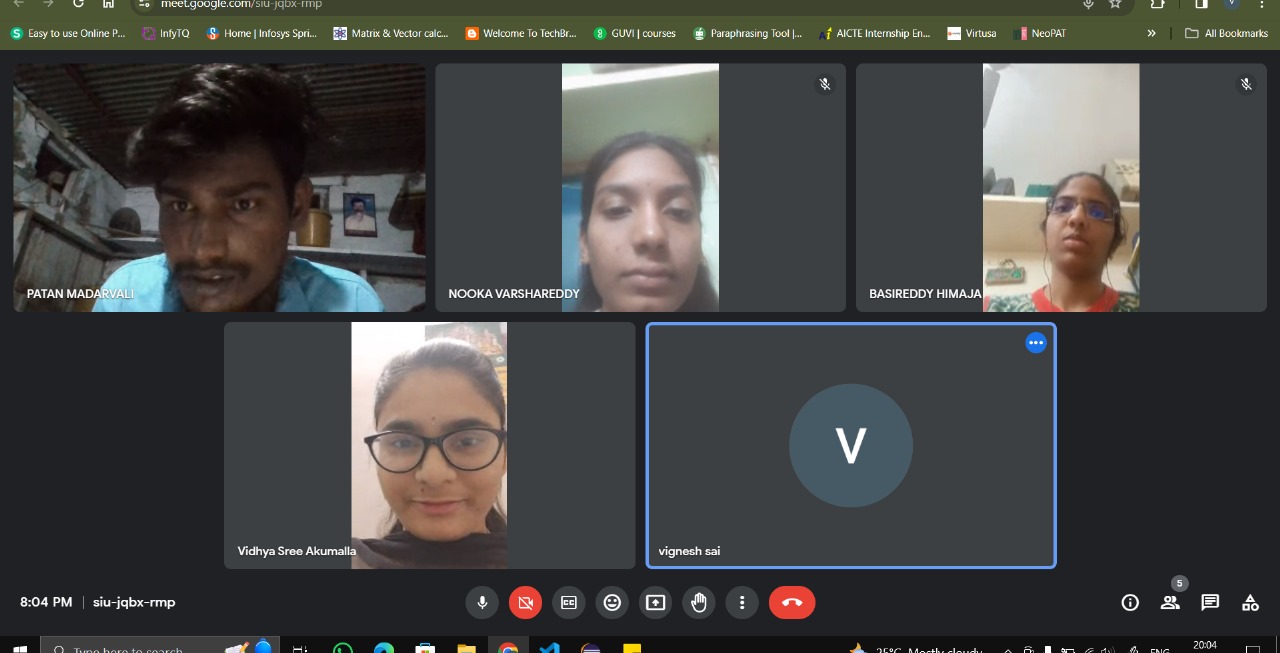 meet.google.com/siu-jqbx-rmp
V
Easy to use Online P... InfyTQ Home | Infosys Spri... Matrix & Vector calc... Welcome To TechBr... GUVI | courses Paraphrasing Tool |... AICTE Internship En... Virtusa NeoPAT » All Bookmarks
PATAN MADARVALI
NOOKA VARSHAREDDY
BASIREDDY HIMAJA
Vidhya Sree Akumalla
V
vignesh sai
8:04 PM | siu-jqbx-rmp
CC
5
Type here to search
25°C Mostly cloudy
ENG
20:04